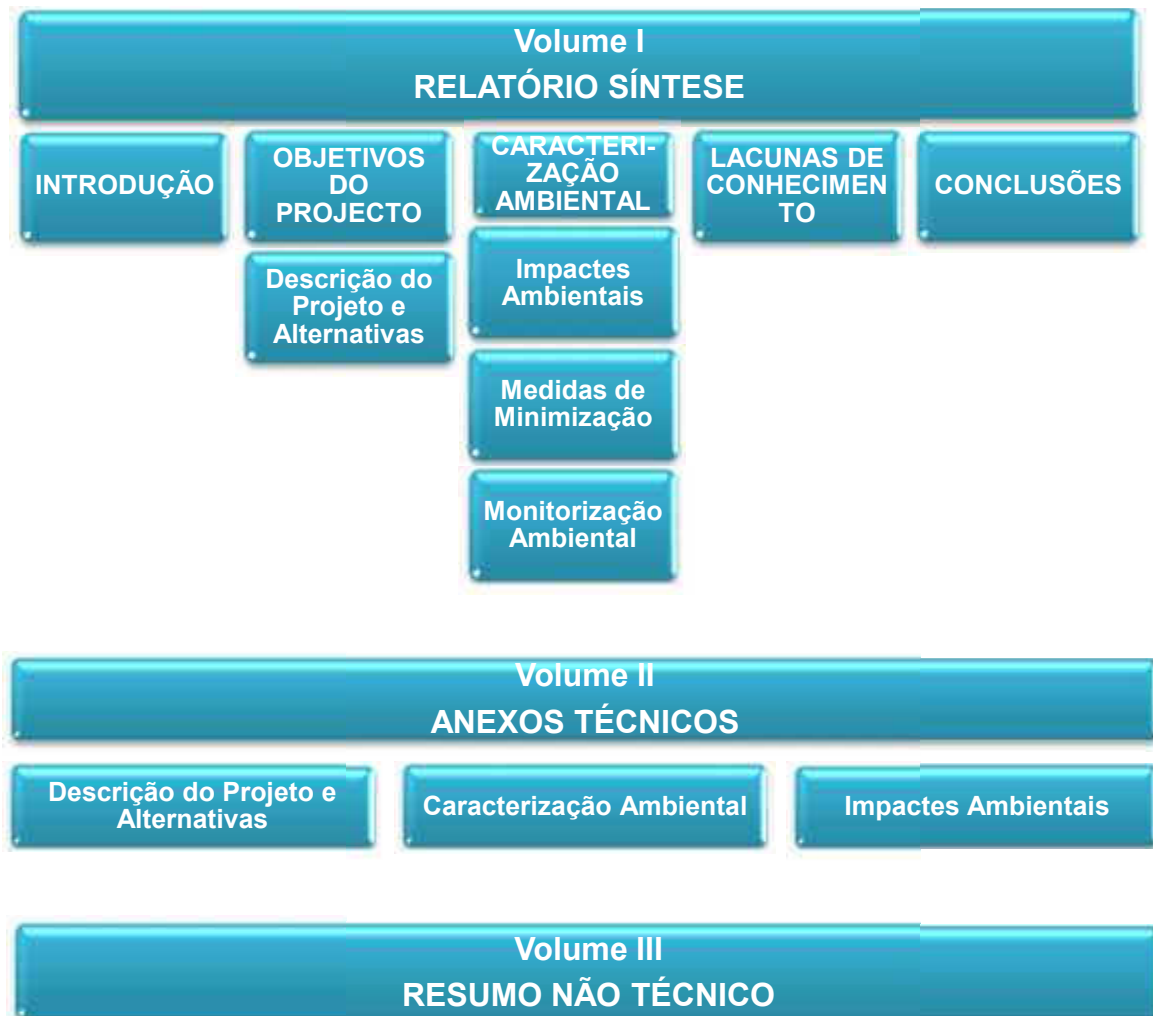 Volume I
RELATÓRIO SÍNTESE
INTRODUÇÃO
OBJETIVOS
DO
PROJECTO
CARACTERI-
ZAÇÃO
AMBIENTAL
LACUNAS DE
CONHECIMEN
TO
CONCLUSÕES
Descrição do
Projeto e
Alternativas
Impactes
Ambientais
Medidas de
Minimização
Monitorização
Ambiental
Volume II
ANEXOS TÉCNICOS
Descrição do Projeto e
Alternativas
Caracterização Ambiental
Impactes Ambientais
Volume III
RESUMO NÃO TÉCNICO